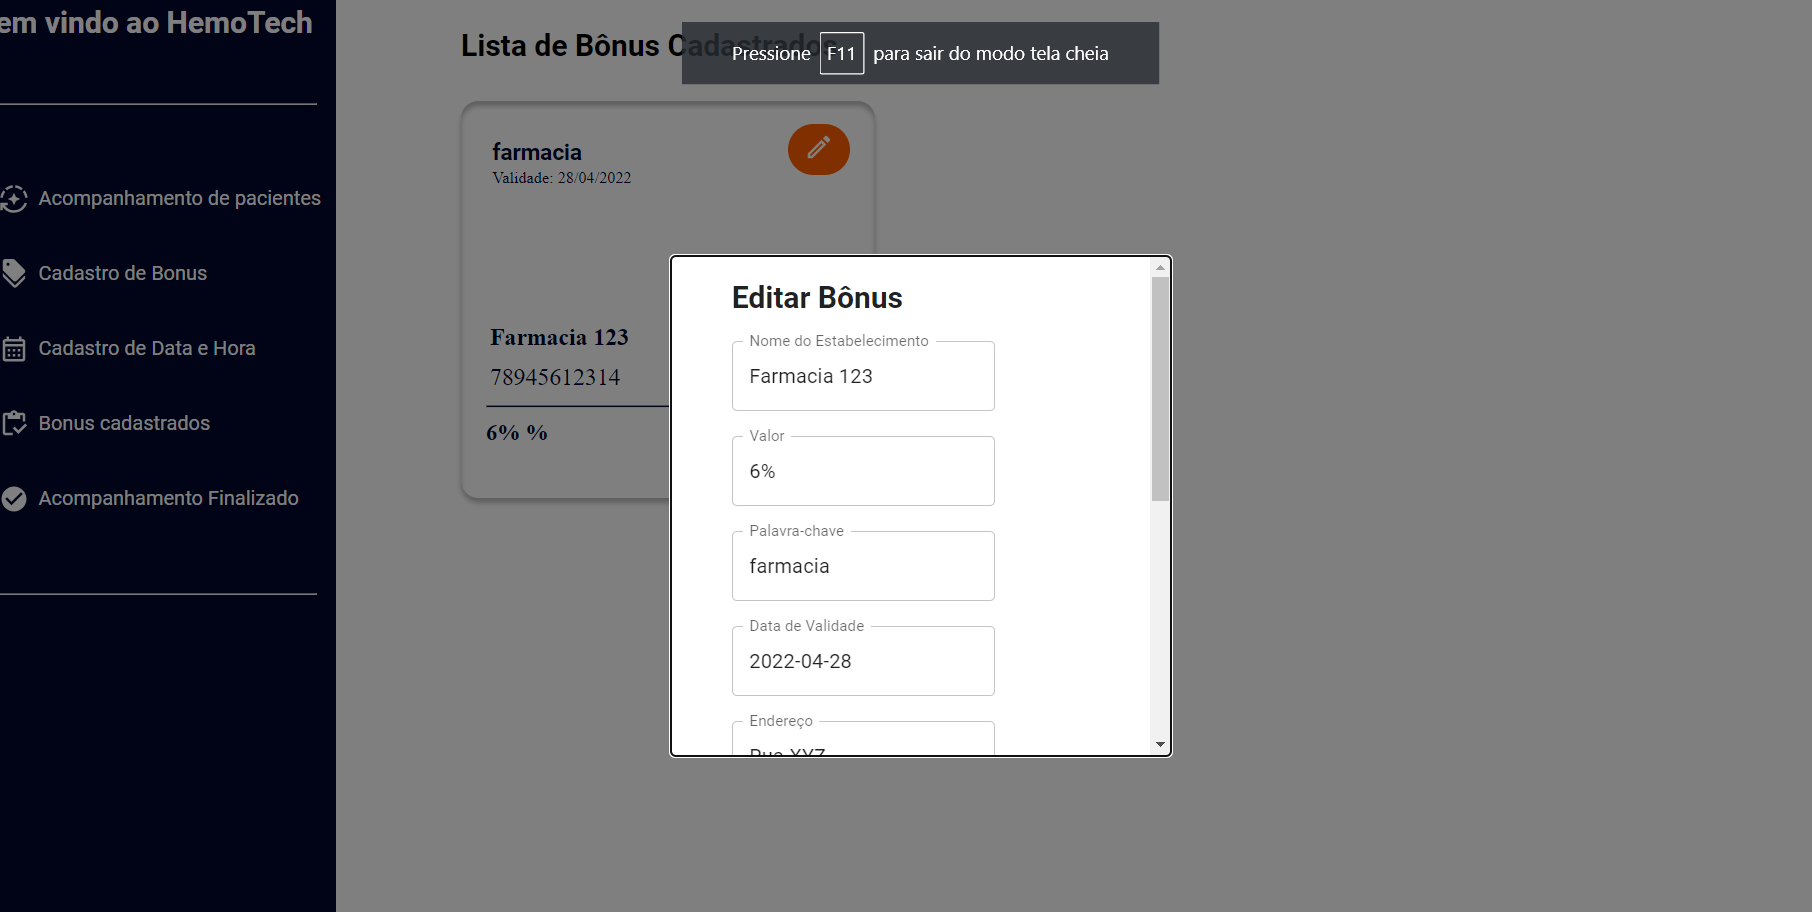 em vindo ao HemoTech
Acompanhamento de pacientes
Cadastro de Bonus
Cadastro de Data e Hora
Bonus cadastrados
Acompanhamento Finalizado
Lista de Bônus Cadastrados
Pressione F11 para sair do modo tela cheia
farmacia
Validade: 28/04/2022
Farmacia 123
78945612314
6% %
Editar Bônus
Nome do Estabelecimento
Farmacia 123
Valor
6%
Palavra-chave
farmacia
Data de Validade
2022-04-28
Endereço
Rua XYZ